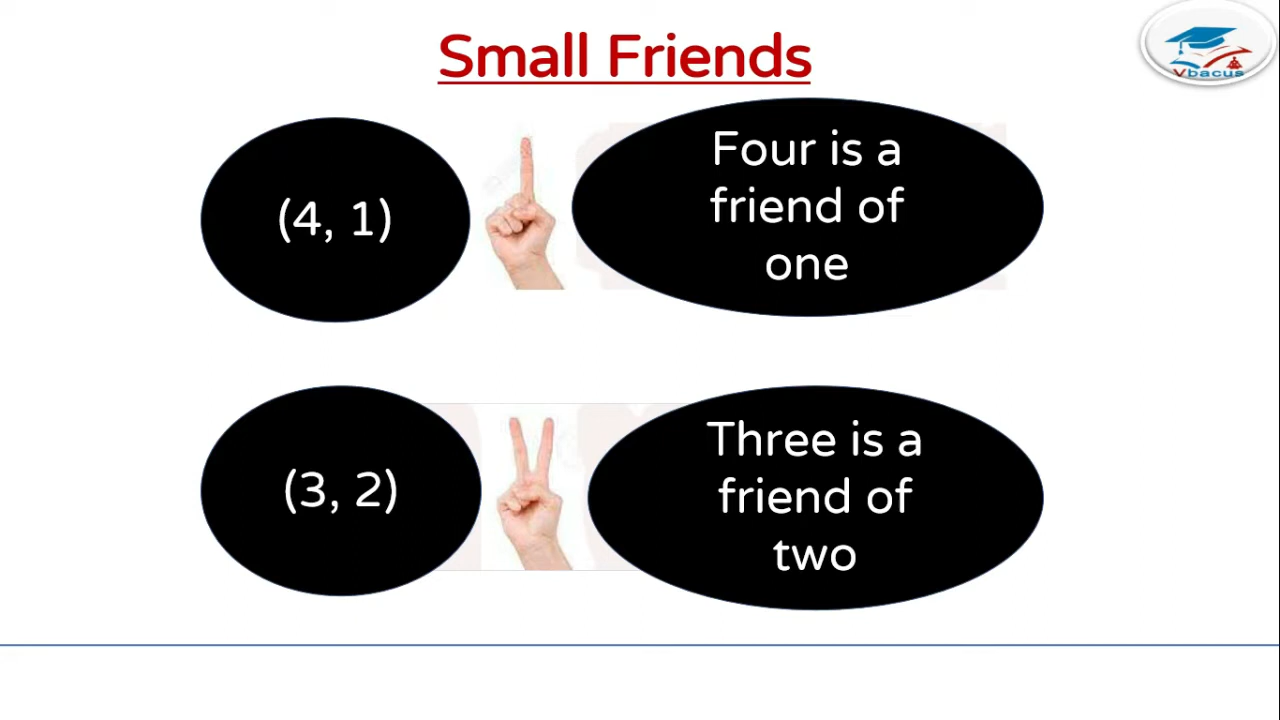 Small Friends
Vbacus
(4, 1)
Four is a
friend of
one
(3, 2)
Three is a
friend of
two